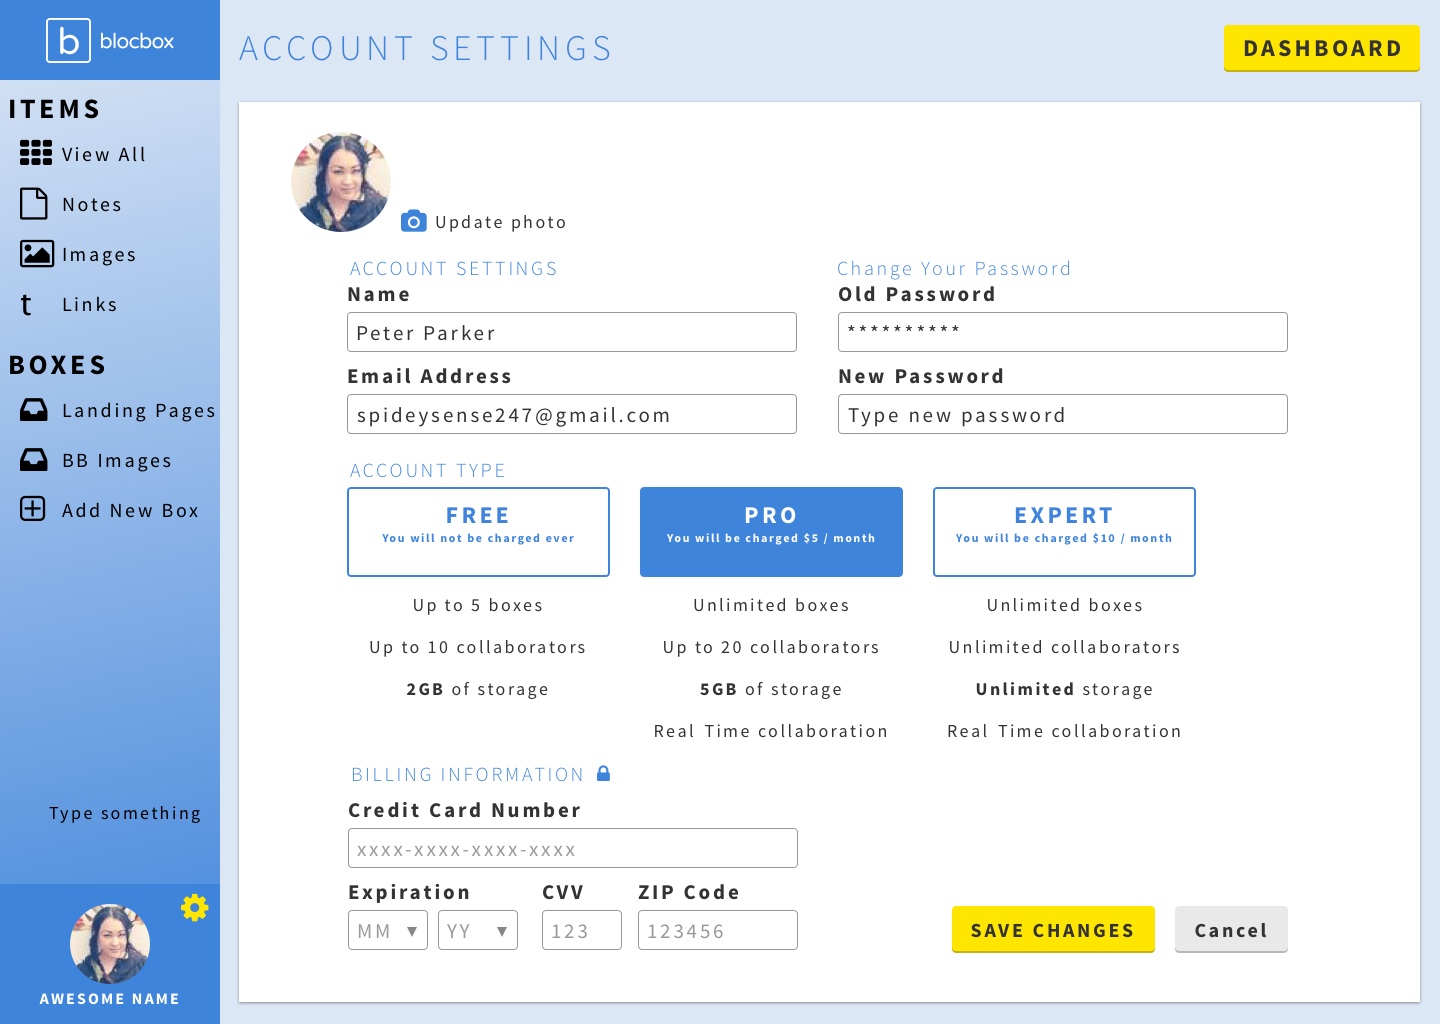 b blocbox
ACCOUNT SETTINGS
DASHBOARD
ITEMS
View All
Notes
Images
t Links
BOXES
Landing Pages
BB Images
Add New Box
Type something
AWESOME NAME
Update photo
ACCOUNT SETTINGS
Name
Peter Parker
Email Address
spideysense247@gmail.com
Change Your Password
Old Password
**********
New Password
Type new password
ACCOUNT TYPE
FREE
You will not be charged ever
Up to 5 boxes
Up to 10 collaborators
2GB of storage
PRO
You will be charged $5 / month
Unlimited boxes
Up to 20 collaborators
5GB of storage
Real Time collaboration
EXPERT
You will be charged $10 / month
Unlimited boxes
Unlimited collaborators
Unlimited storage
Real Time collaboration
BILLING INFORMATION
Credit Card Number
xxxx-xxxx-xxxx-xxxx
Expiration CVV ZIP Code
MM ▼ YY ▼ 123 123456
SAVE CHANGES Cancel